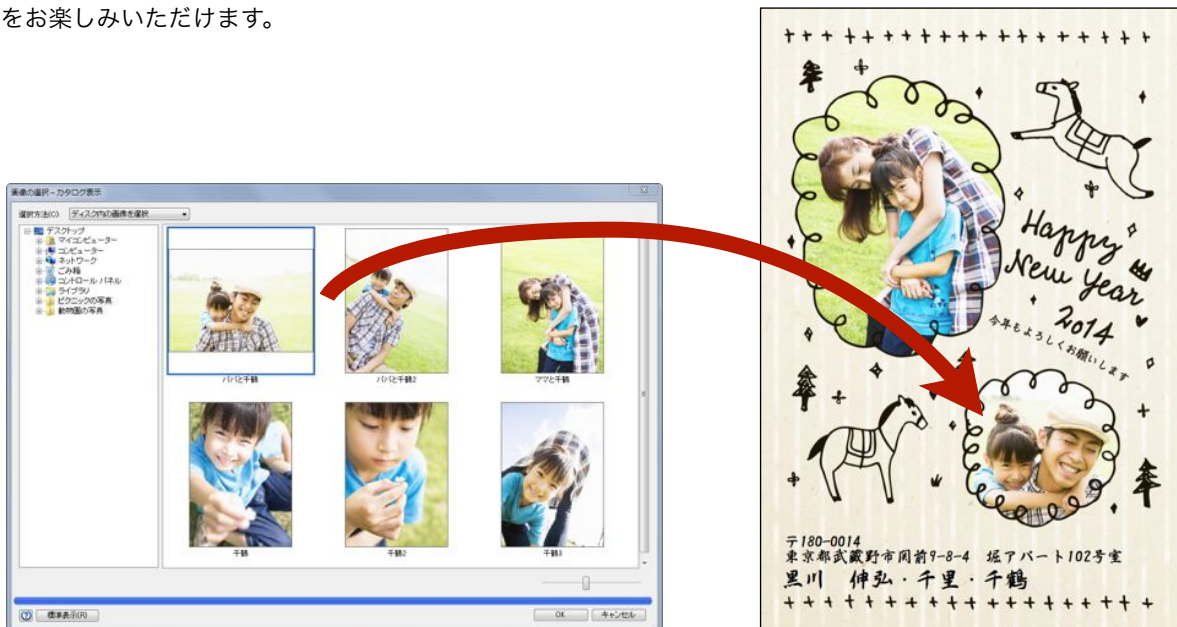 をお楽しみいただけます。
画像の選択 - カタログ表示
選択方法(C) ディスク内の画像を選択
デスクトップ
マイコンピューター
コンピューター
ネットワーク
ごみ箱
コントロール パネル
ライブラリ
ピクニックの写真
動物園の写真
パパと千鶴
パパと千鶴2
ママと千鶴
千鶴
千鶴2
千鶴3
標準表示(R)
OK
キャンセル
Happy
New Year
2014
今年もよろしくお願いします
〒180-0014
東京都武蔵野市関前9-8-4 堀アパート102号室
黒川 伸弘・千里・千鶴